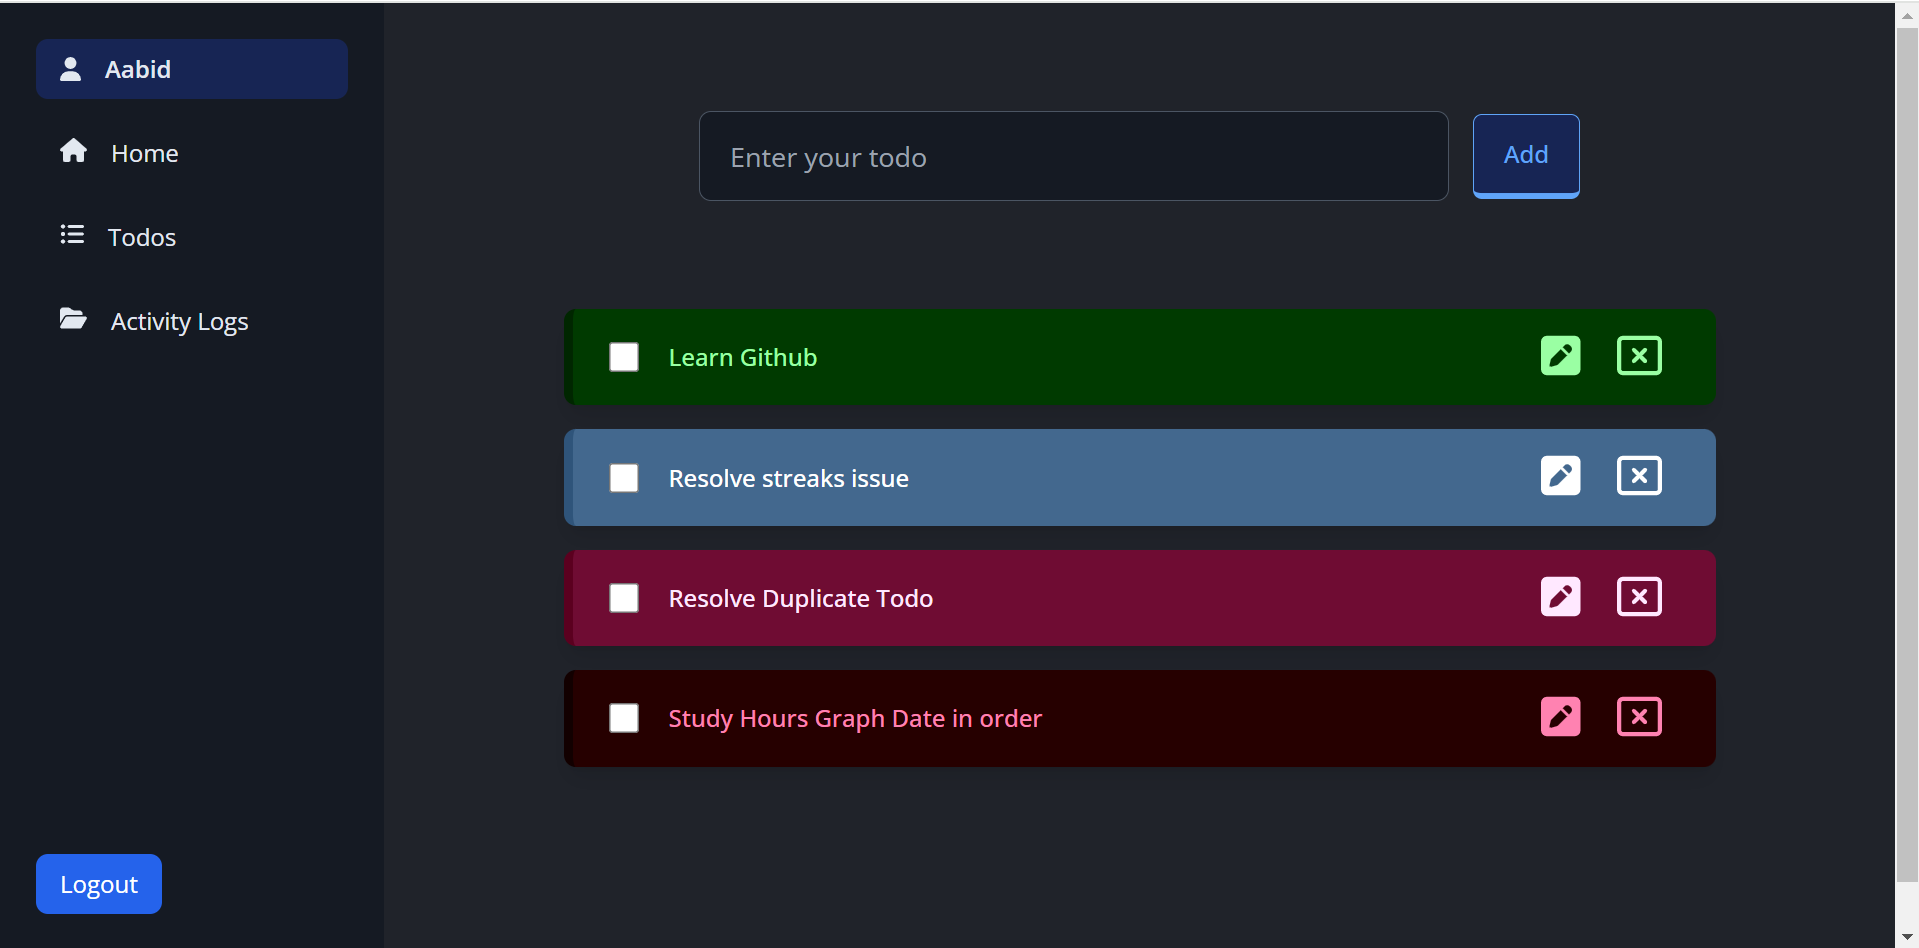 Aabid
Home
Todos
Activity Logs
Logout
Enter your todo
Add
Learn Github
Resolve streaks issue
Resolve Duplicate Todo
Study Hours Graph Date in order